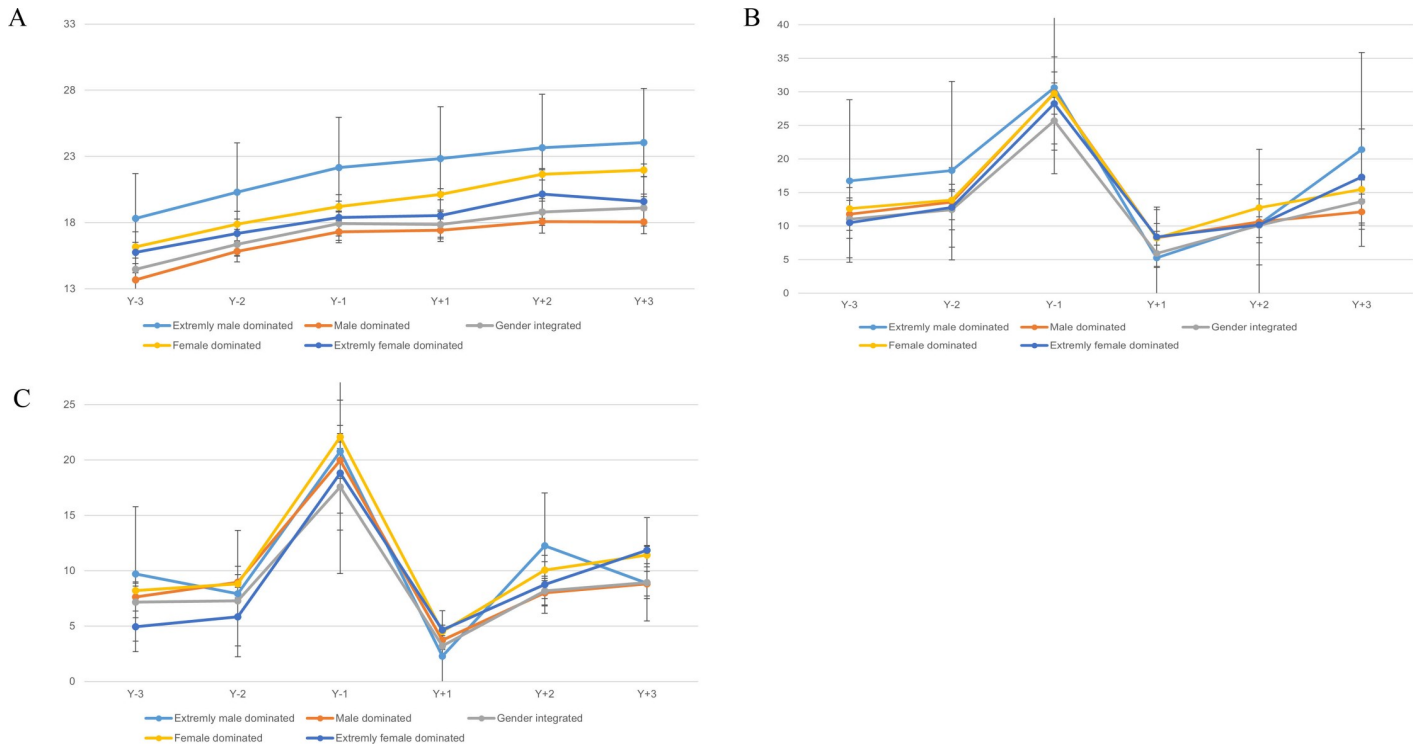 A
33
28
23
18
13
Y-3 Y-2 Y-1 Y+1 Y+2 Y+3
Extremly male dominated Male dominated Gender integrated
Female dominated Extremly female dominated
B
40
35
30
25
20
15
10
5
0
Y-3 Y-2 Y-1 Y+1 Y+2 Y+3
Extremly male dominated Male dominated Gender integrated
Female dominated Extremly female dominated
C
25
20
15
10
5
0
Y-3 Y-2 Y-1 Y+1 Y+2 Y+3
Extremly male dominated Male dominated Gender integrated
Female dominated Extremly female dominated